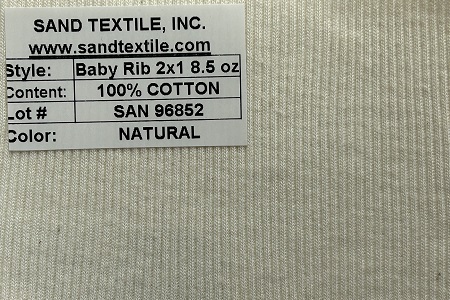 SAND TEXTILE, INC.
www.sandtextile.com
Style: Baby Rib 2x1 8.5 oz
Content: 100% COTTON
Lot # SAN 96852
Color: NATURAL